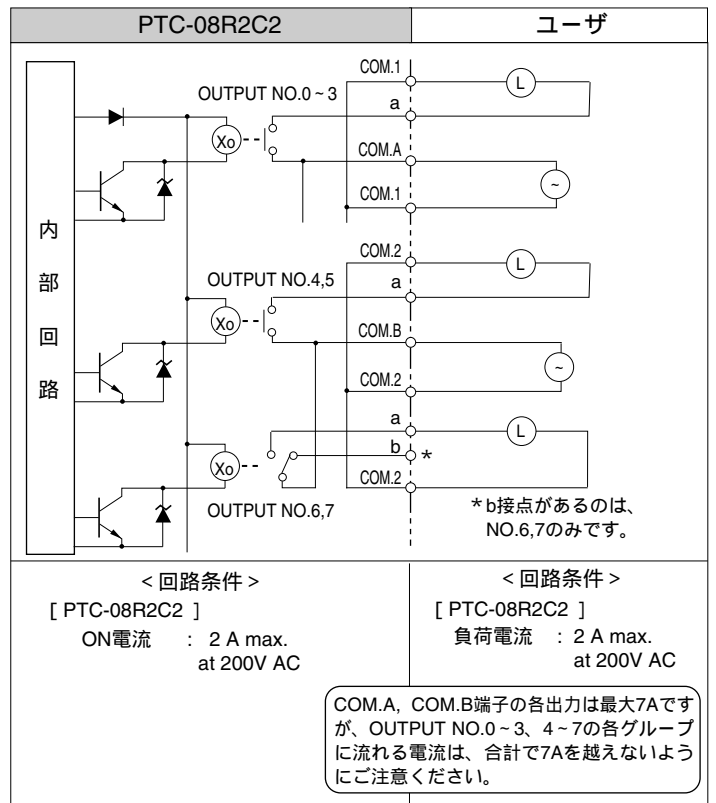 PTC-08R2C2
ユーザ
内部回路
OUTPUT NO.0 ~ 3
Xo
COM.1
a
COM.A
COM.1
L
~
OUTPUT NO.4,5
Xo
COM.2
a
COM.B
COM.2
L
~
Xo
OUTPUT NO.6,7
a
b
*
COM.2
L
*b接点があるのは、
NO.6,7のみです。
<回路条件>
[ PTC-08R2C2 ]
ON電流 : 2 A max.
at 200V AC
<回路条件>
[ PTC-08R2C2 ]
負荷電流 : 2 A max.
at 200V AC
COM.A, COM.B端子の各出力は最大7Aです
が、OUTPUT NO.0 ~ 3、4 ~ 7の各グループ
に流れる電流は、合計で7Aを越えないよう
にご注意ください。